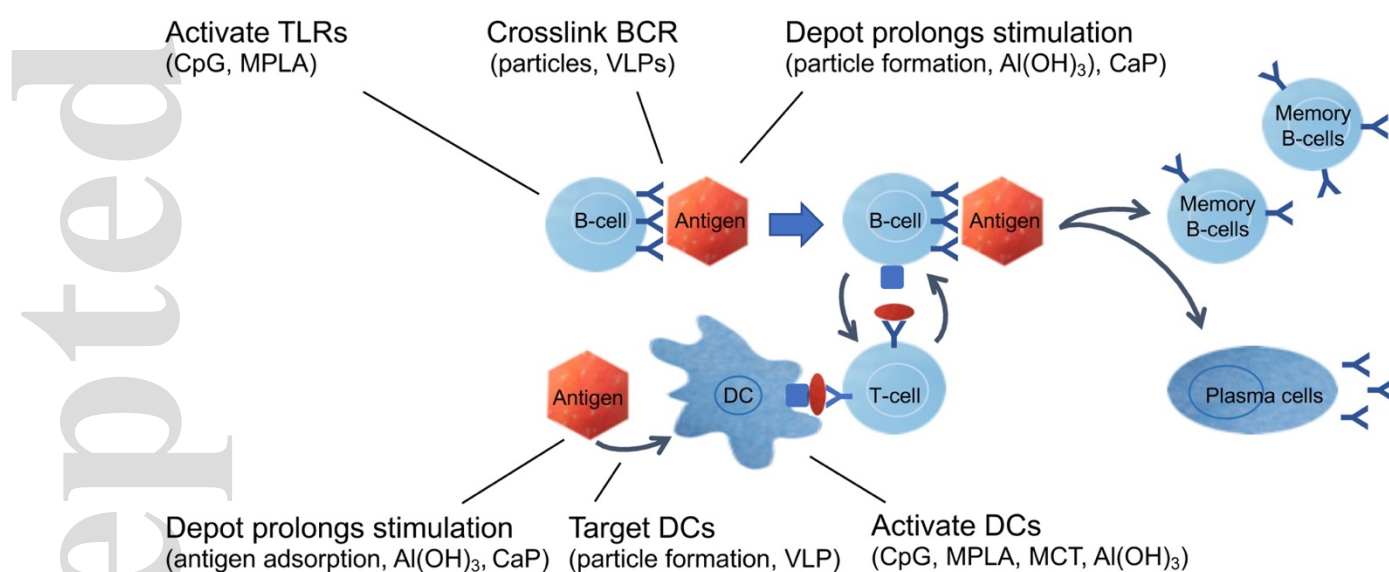 Activate TLRs
(CpG, MPLA)
Crosslink BCR
(particles, VLPs)
Depot prolongs stimulation
(particle formation, Al(OH)₃), CaP)
Memory
B-cells
B-cell
Antigen
B-cell
Antigen
Memory
B-cells
Antigen
DC
T-cell
Plasma cells
Depot prolongs stimulation
(antigen adsorption, Al(OH)₃, CaP)
Target DCs
(particle formation, VLP)
Activate DCs
(CpG, MPLA, MCT, Al(OH)₃)
epted